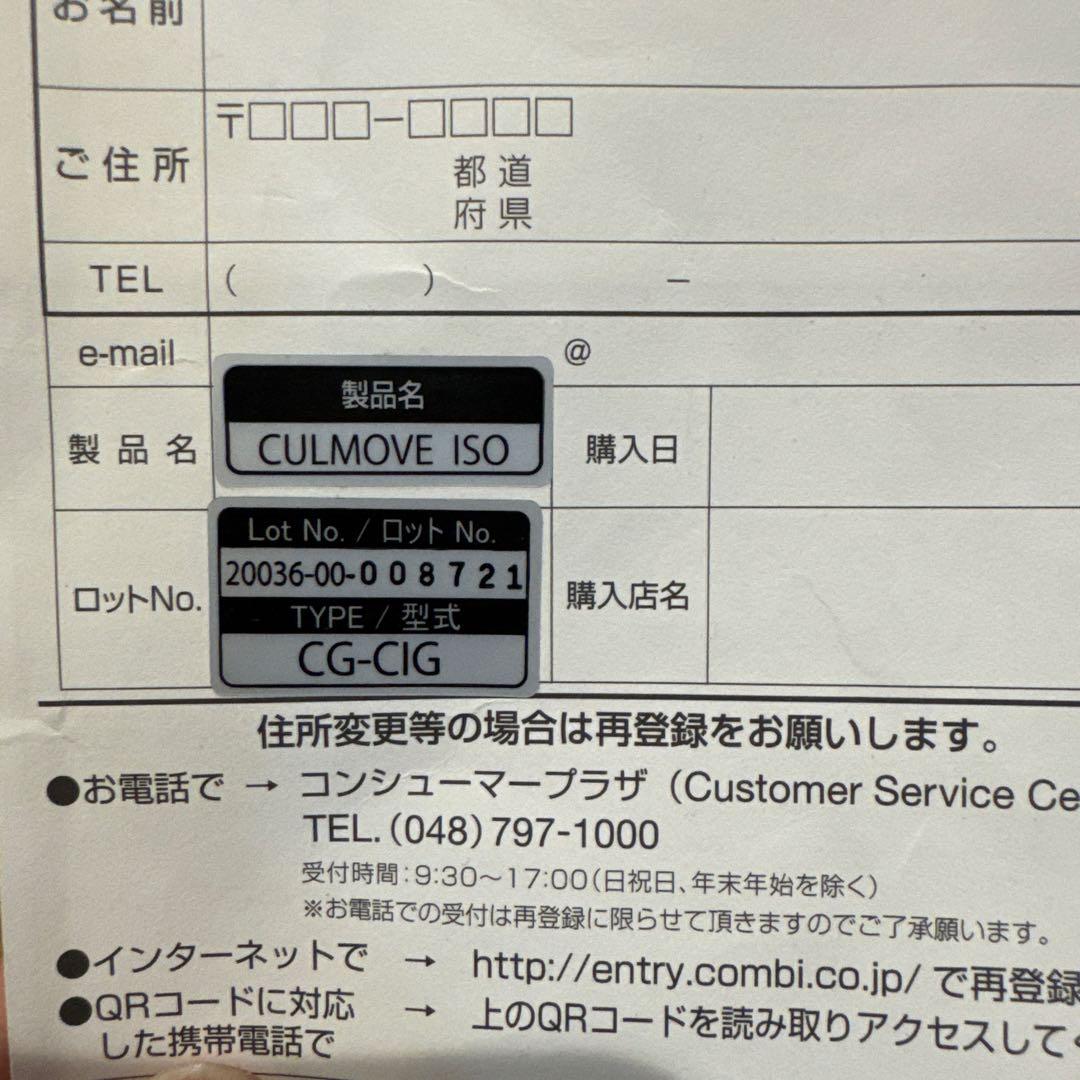 お名前
ご住所
〒□□□-□□□□
都道
府県
TEL ( ) −
e-mail @
製品名
製品名
CULMOVE ISO
購入日
ロットNo.
Lot No. / ロット No.
20036-00-008721
TYPE / 型式
CG-CIG
購入店名
住所変更等の場合は再登録をお願いします。
●お電話で → コンシューマープラザ (Customer Service Ce
TEL.(048)797-1000
受付時間:9:30〜17:00(日祝日、年末年始を除く)
※お電話での受付は再登録に限らせて頂きますのでご了承願います。
●インターネットで → http://entry.combi.co.jp/ で再登録
●QRコードに対応 → 上のQRコードを読み取りアクセスして
した携帯電話で